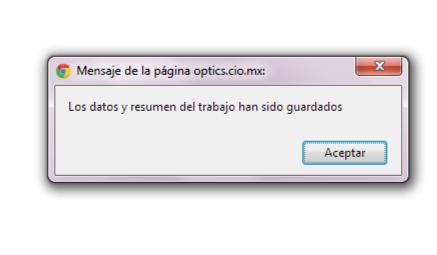 Mensaje de la página optics.cio.mx:
Los datos y resumen del trabajo han sido guardados
Aceptar